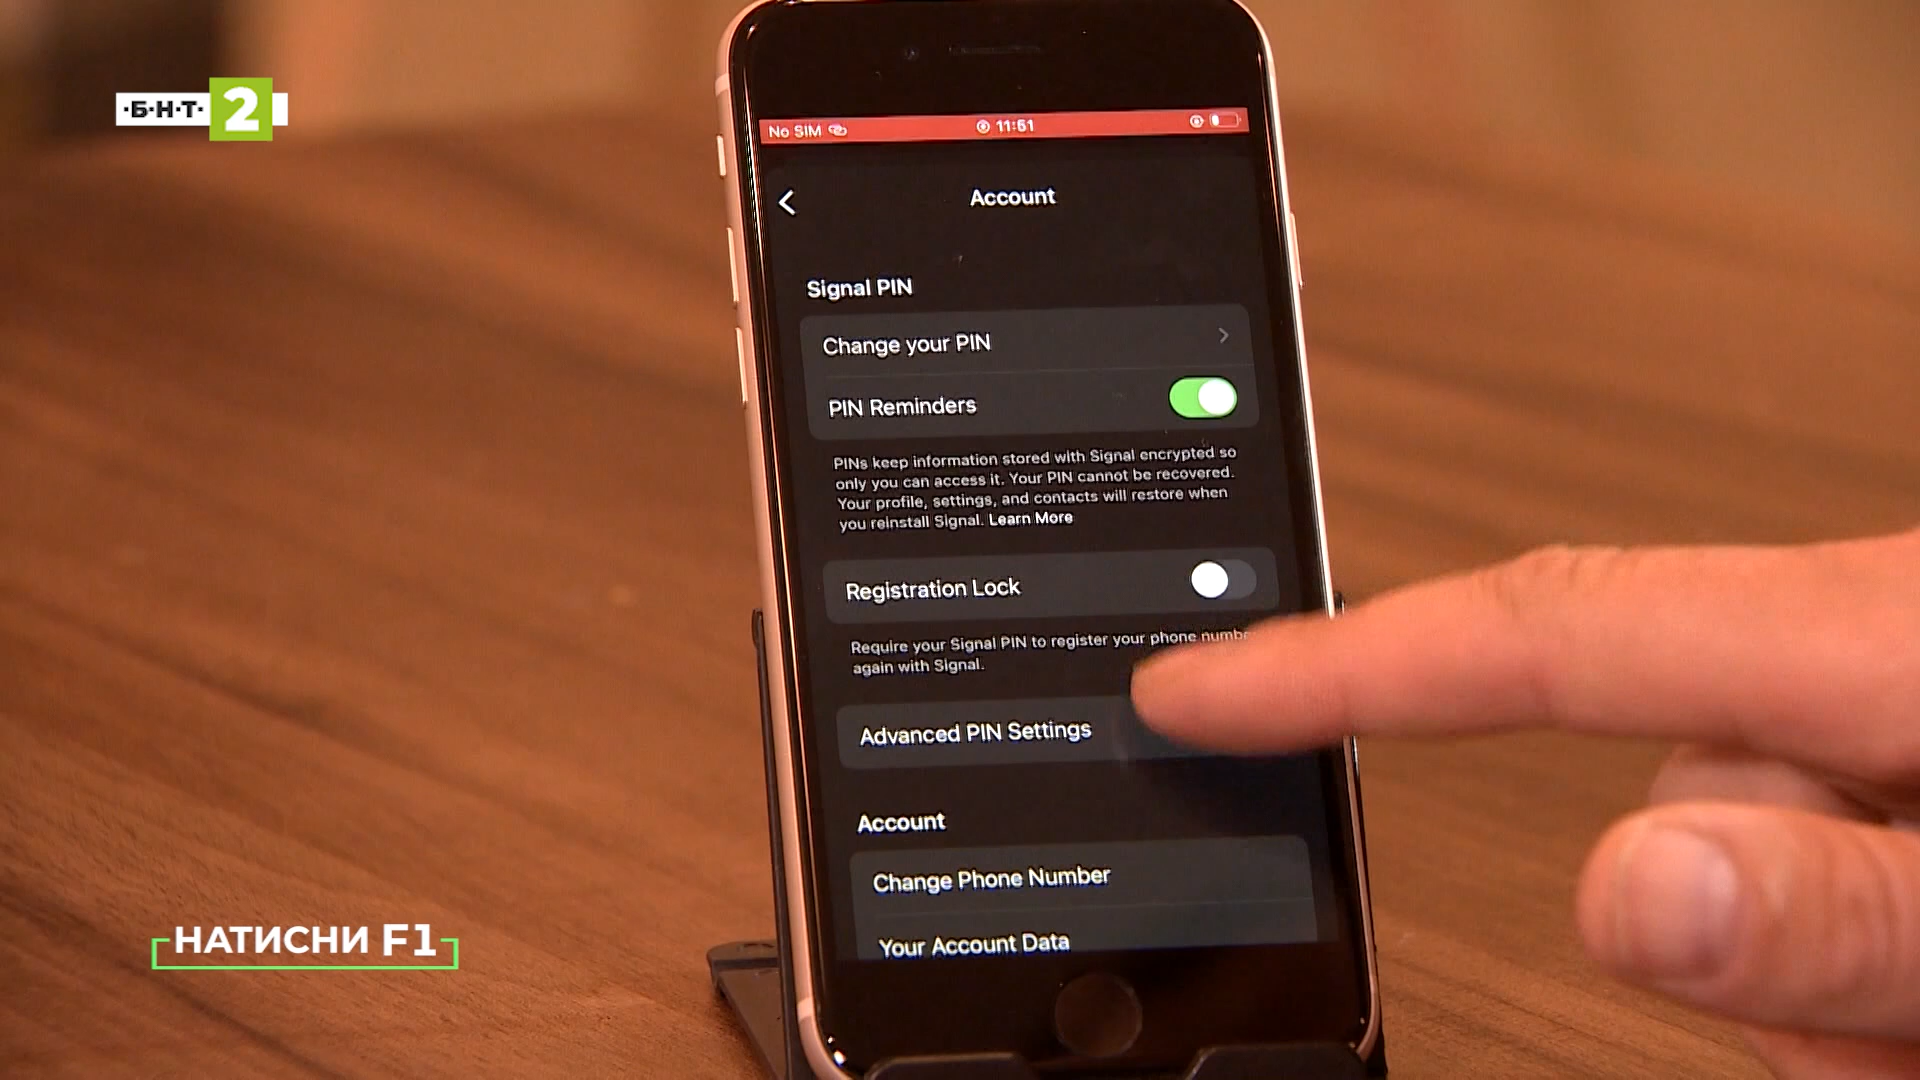 ·БНТ· 2
No SIM 11:51
Account
Signal PIN
Change your PIN
PIN Reminders
PINs keep information stored with Signal encrypted so
only you can access it. Your PIN cannot be recovered.
Your profile, settings, and contacts will restore when
you reinstall Signal. Learn More
Registration Lock
Require your Signal PIN to register your phone
again with Signal.
Advanced PIN Settings
Account
Change Phone Number
Your Account Data
НАТИСНИ F1